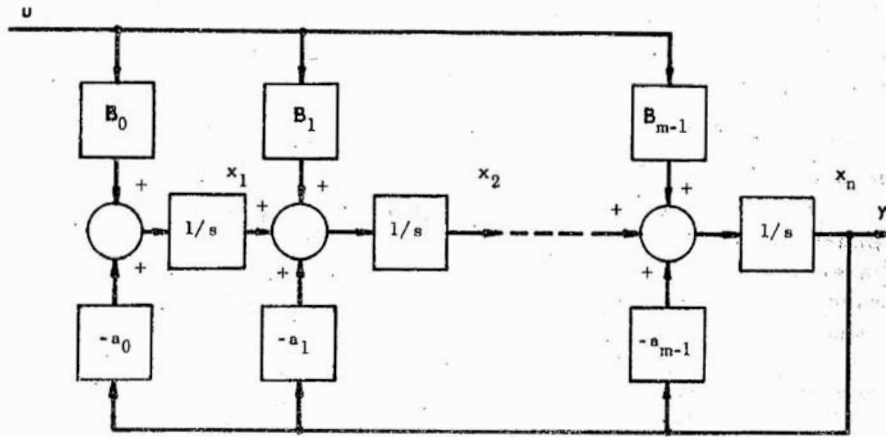 U
B₀ B₁ Bₘ₋₁
x₁ x₂ xₙ
+ + + + + +
y
1/s 1/s 1/s
+ + +
-a₀ -a₁ -aₘ₋₁